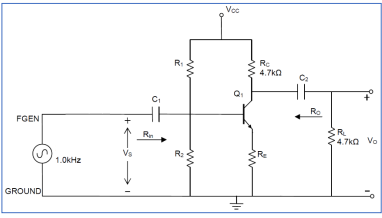 VCC
R1
RC
4.7kΩ
C2
Q1
C1
RO
FGEN
Rin
RL
4.7kΩ
VO
1.0kHz
VS
R2
RE
GROUND